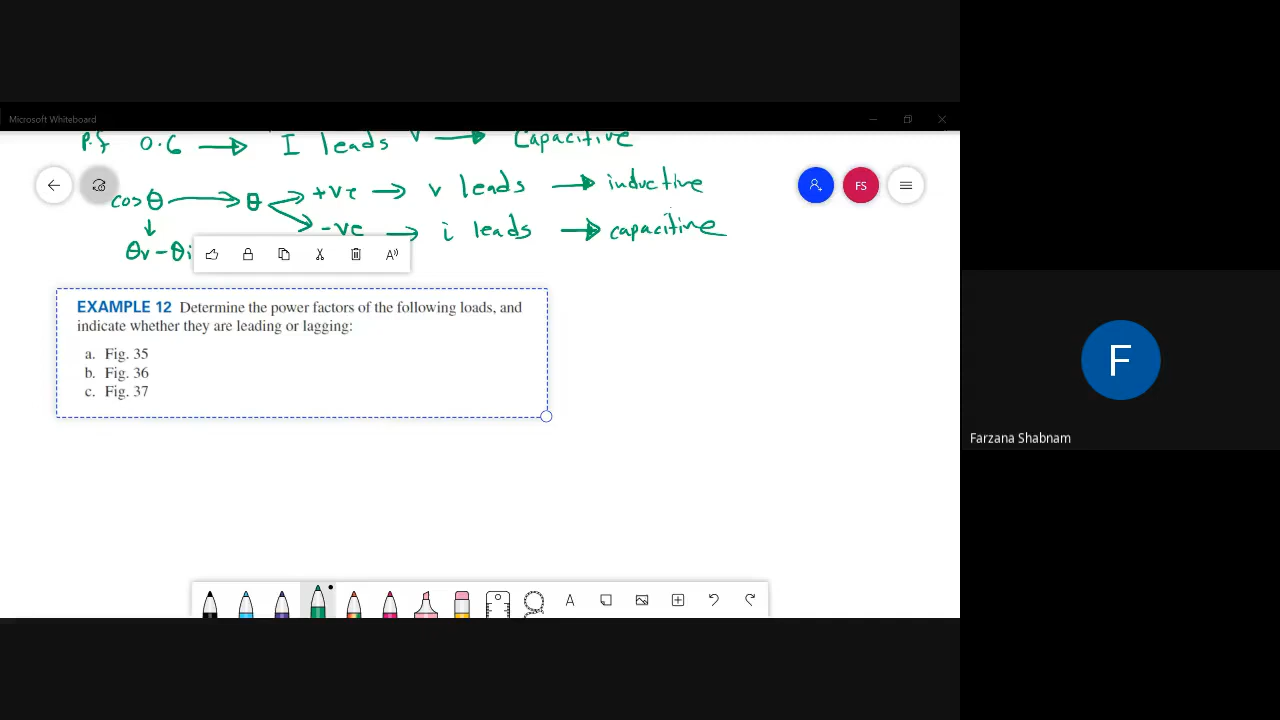 Microsoft Whiteboard
p.f 0.6 → I leads v → Capacitive
cos θ → θ → +ve → v leads → inductive
-ve → i leads → capacitive
↓
θv - θi
FS
EXAMPLE 12 Determine the power factors of the following loads, and
indicate whether they are leading or lagging:
a. Fig. 35
b. Fig. 36
c. Fig. 37
F
Farzana Shabnam